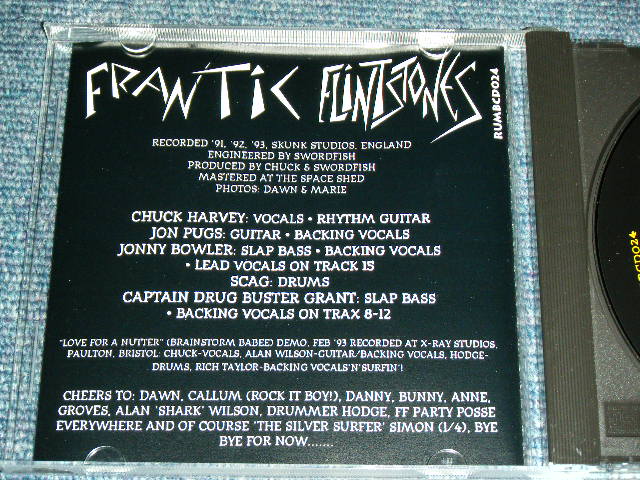 FRANTIC FLINTSTONES
RUMBCD024
RECORDED '91, '92, '93, SKUNK STUDIOS, ENGLAND
ENGINEERED BY SWORDFISH
PRODUCED BY CHUCK & SWORDFISH
MASTERED AT THE SPACE SHED
PHOTOS: DAWN & MARIE
CHUCK HARVEY: VOCALS • RHYTHM GUITAR
JON PUGS: GUITAR • BACKING VOCALS
JONNY BOWLER: SLAP BASS • BACKING VOCALS
• LEAD VOCALS ON TRACK 15
SCAG: DRUMS
CAPTAIN DRUG BUSTER GRANT: SLAP BASS
• BACKING VOCALS ON TRAX 8-12
"LOVE FOR A NUTTER" (BRAINSTORM BABEE!) DEMO, FEB '93 RECORDED AT X-RAY STUDIOS,
PAULTON, BRISTOL: CHUCK-VOCALS, ALAN WILSON-GUITAR/BACKING VOCALS, HODGE-
DRUMS, RICH TAYLOR-BACKING VOCALS'N'SURFIN'!
CHEERS TO: DAWN, CALLUM (ROCK IT BOY!), DANNY, BUNNY, ANNE,
GROVES, ALAN 'SHARK' WILSON, DRUMMER HODGE, FF PARTY POSSE
EVERYWHERE AND OF COURSE 'THE SILVER SURFER' SIMON (1/4), BYE
BYE FOR NOW.......
BCD024